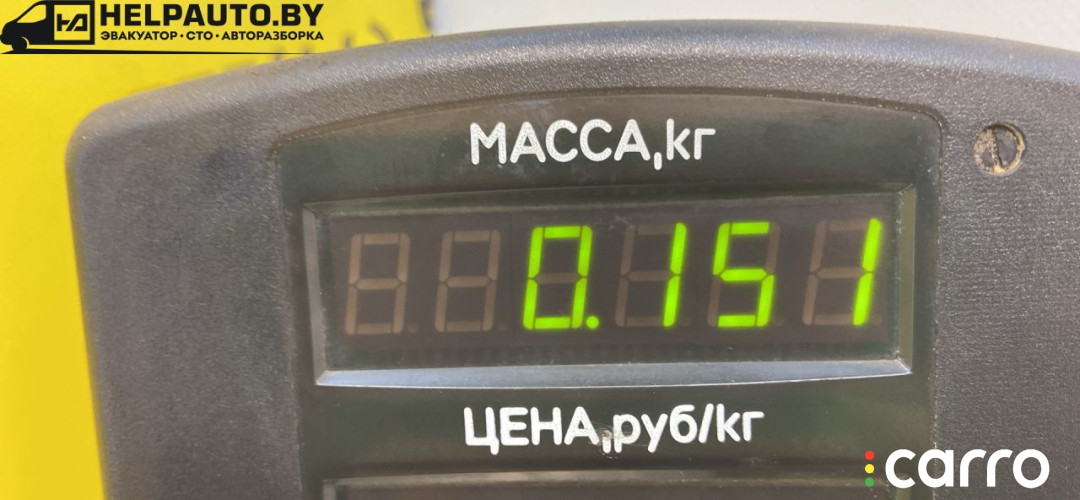 HELPAUTO.BY
ЭВАКУАТОР • СТО • АВТОРАЗБОРКА
МАССА,кг
0.151
ЦЕНА,руб/кг
carro